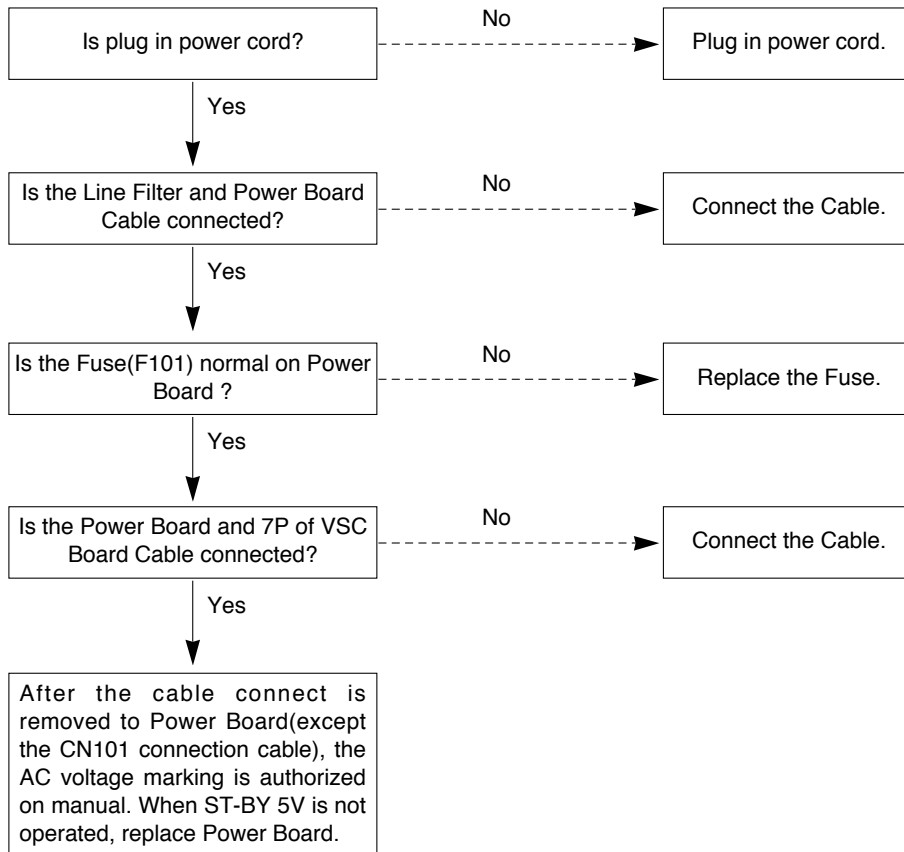 Is plug in power cord?
No
Plug in power cord.
Yes
Is the Line Filter and Power Board
Cable connected?
No
Connect the Cable.
Yes
Is the Fuse(F101) normal on Power
Board ?
No
Replace the Fuse.
Yes
Is the Power Board and 7P of VSC
Board Cable connected?
No
Connect the Cable.
Yes
After the cable connect is
removed to Power Board(except
the CN101 connection cable), the
AC voltage marking is authorized
on manual. When ST-BY 5V is not
operated, replace Power Board.